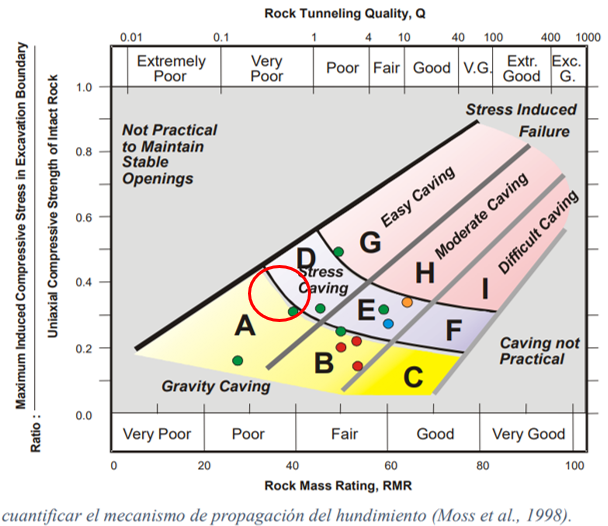 Rock Tunneling Quality, Q
0.01 0.1 1 4 10 40 100 400 1000
Extremely Poor
Very Poor
Poor
Fair
Good
V.G.
Extr. Good
Exc. G.
Maximum Induced Compressive Stress in Excavation Boundary
Uniaxial Compressive Strength of Intact Rock
Ratio :
1.0
0.8
0.6
0.4
0.2
0.0
Not Practical
to Maintain
Stable
Openings
Stress Induced
Failure
Easy Caving
Moderate Caving
Difficult Caving
D
G
Stress
Caving
H
I
A
E
F
B
C
Caving not
Practical
Gravity Caving
Very Poor
Poor
Fair
Good
Very Good
0 20 40 60 80 100
Rock Mass Rating, RMR
cuantificar el mecanismo de propagación del hundimiento (Moss et al., 1998).